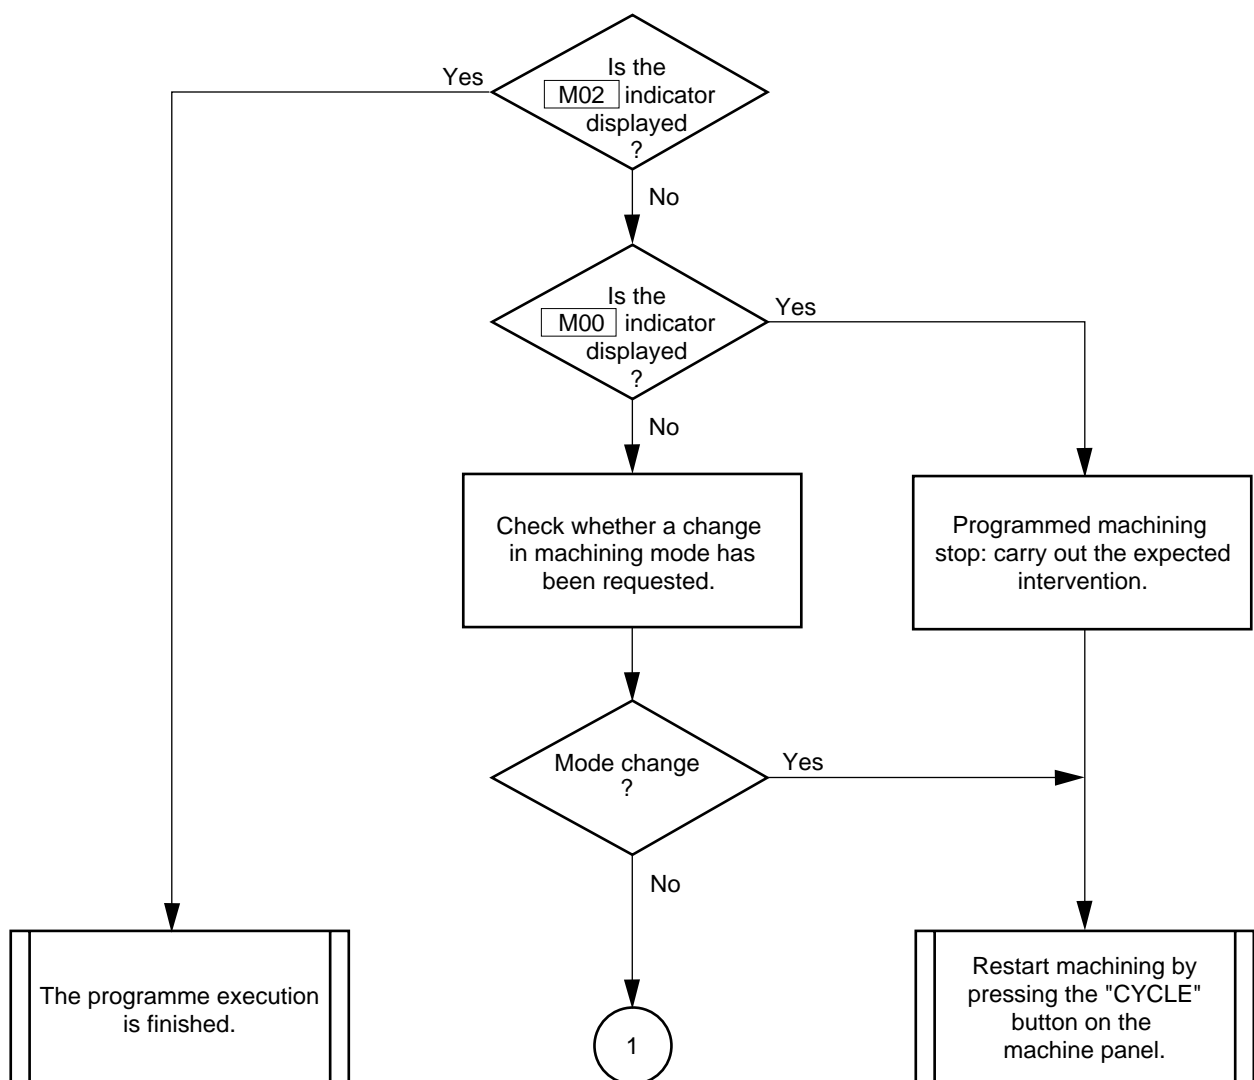 Yes
Is the
M02 indicator
displayed
?
No
Is the
M00 indicator
displayed
?
Yes
No
Check whether a change
in machining mode has
been requested.
Programmed machining
stop: carry out the expected
intervention.
Mode change
?
Yes
No
The programme execution
is finished.
1
Restart machining by
pressing the "CYCLE"
button on the
machine panel.